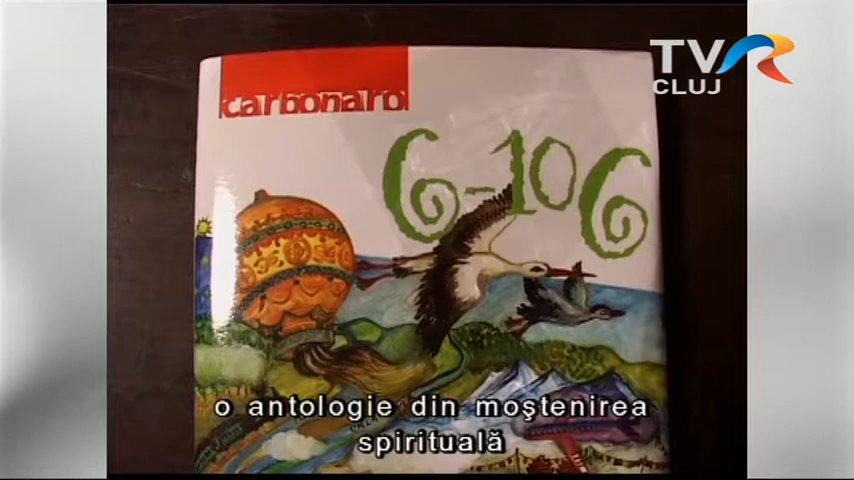 TVR
CLUJ
carbonaro
6-106
o antologie din moştenirea
spirituală